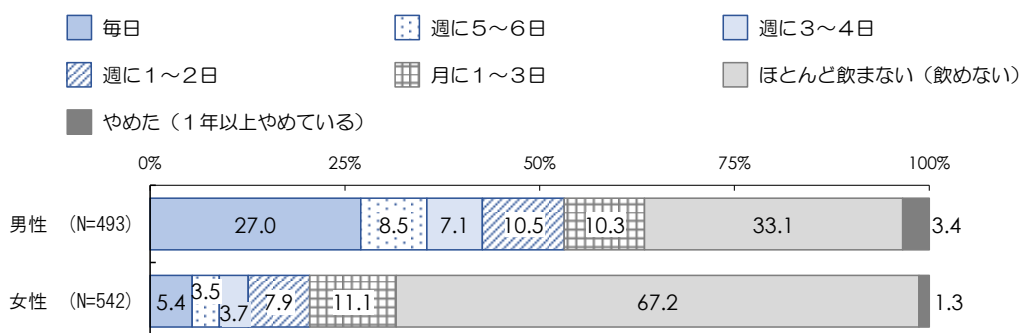 毎日 週に5～6日 週に3～4日
週に1～2日 月に1～3日 ほとんど飲まない（飲めない）
やめた（1年以上やめている）
0% 25% 50% 75% 100%
男性 (N=493) 27.0 8.5 7.1 10.5 10.3 33.1 3.4
女性 (N=542) 5.4 3.5 3.7 7.9 11.1 67.2 1.3